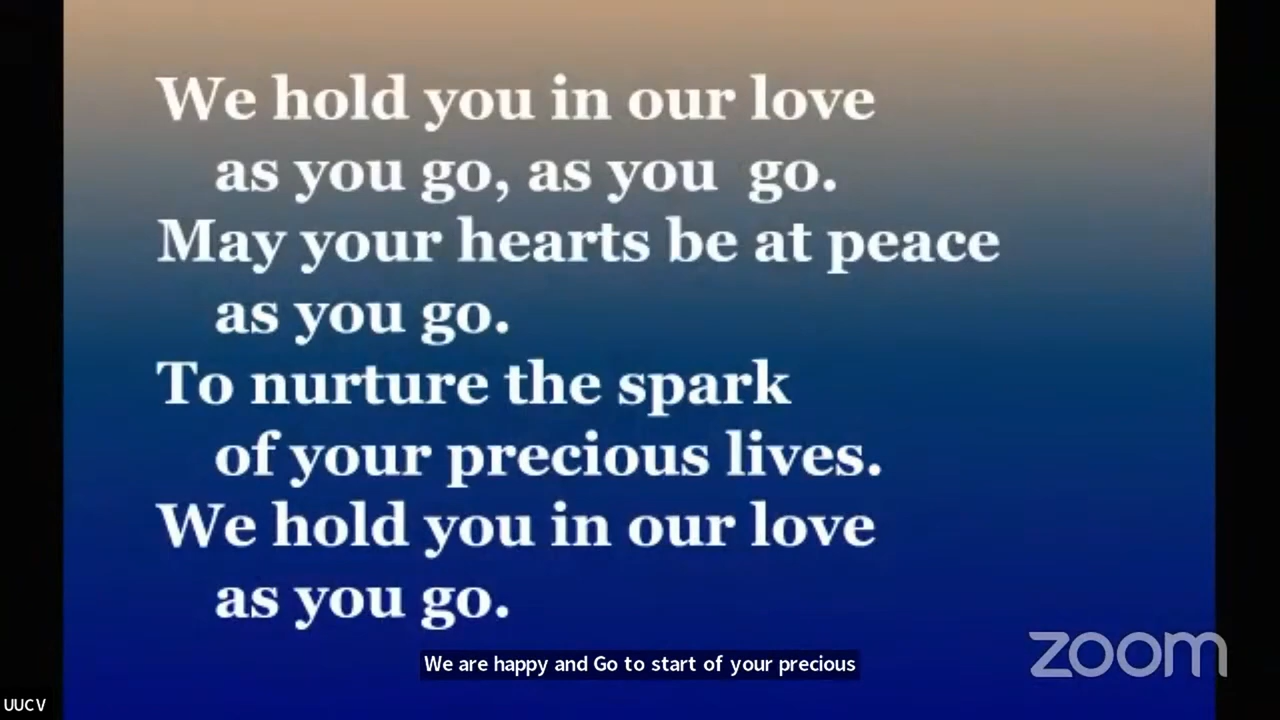 We hold you in our love
as you go, as you go.
May your hearts be at peace
as you go.
To nurture the spark
of your precious lives.
We hold you in our love
as you go.
We are happy and Go to start of your precious
zoom
UUCV